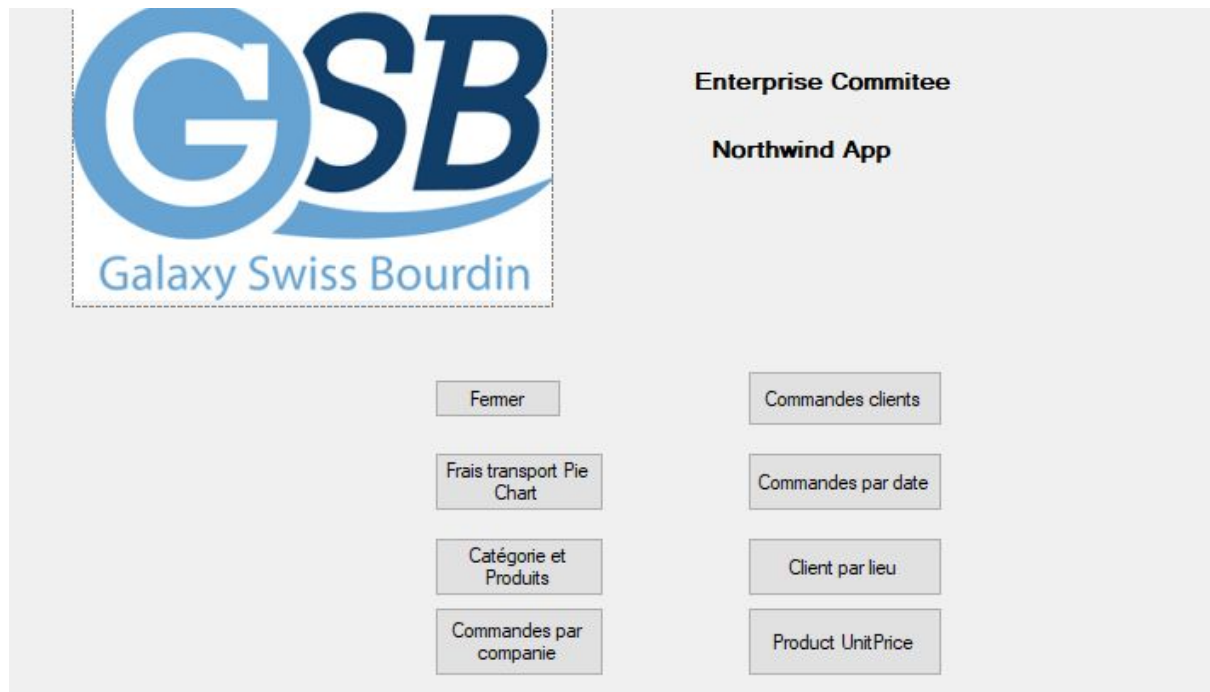 GSB
Galaxy Swiss Bourdin
Enterprise Commitee
Northwind App
Fermer
Commandes clients
Frais transport Pie
Chart
Commandes par date
Catégorie et
Produits
Client par lieu
Commandes par
companie
Product UnitPrice